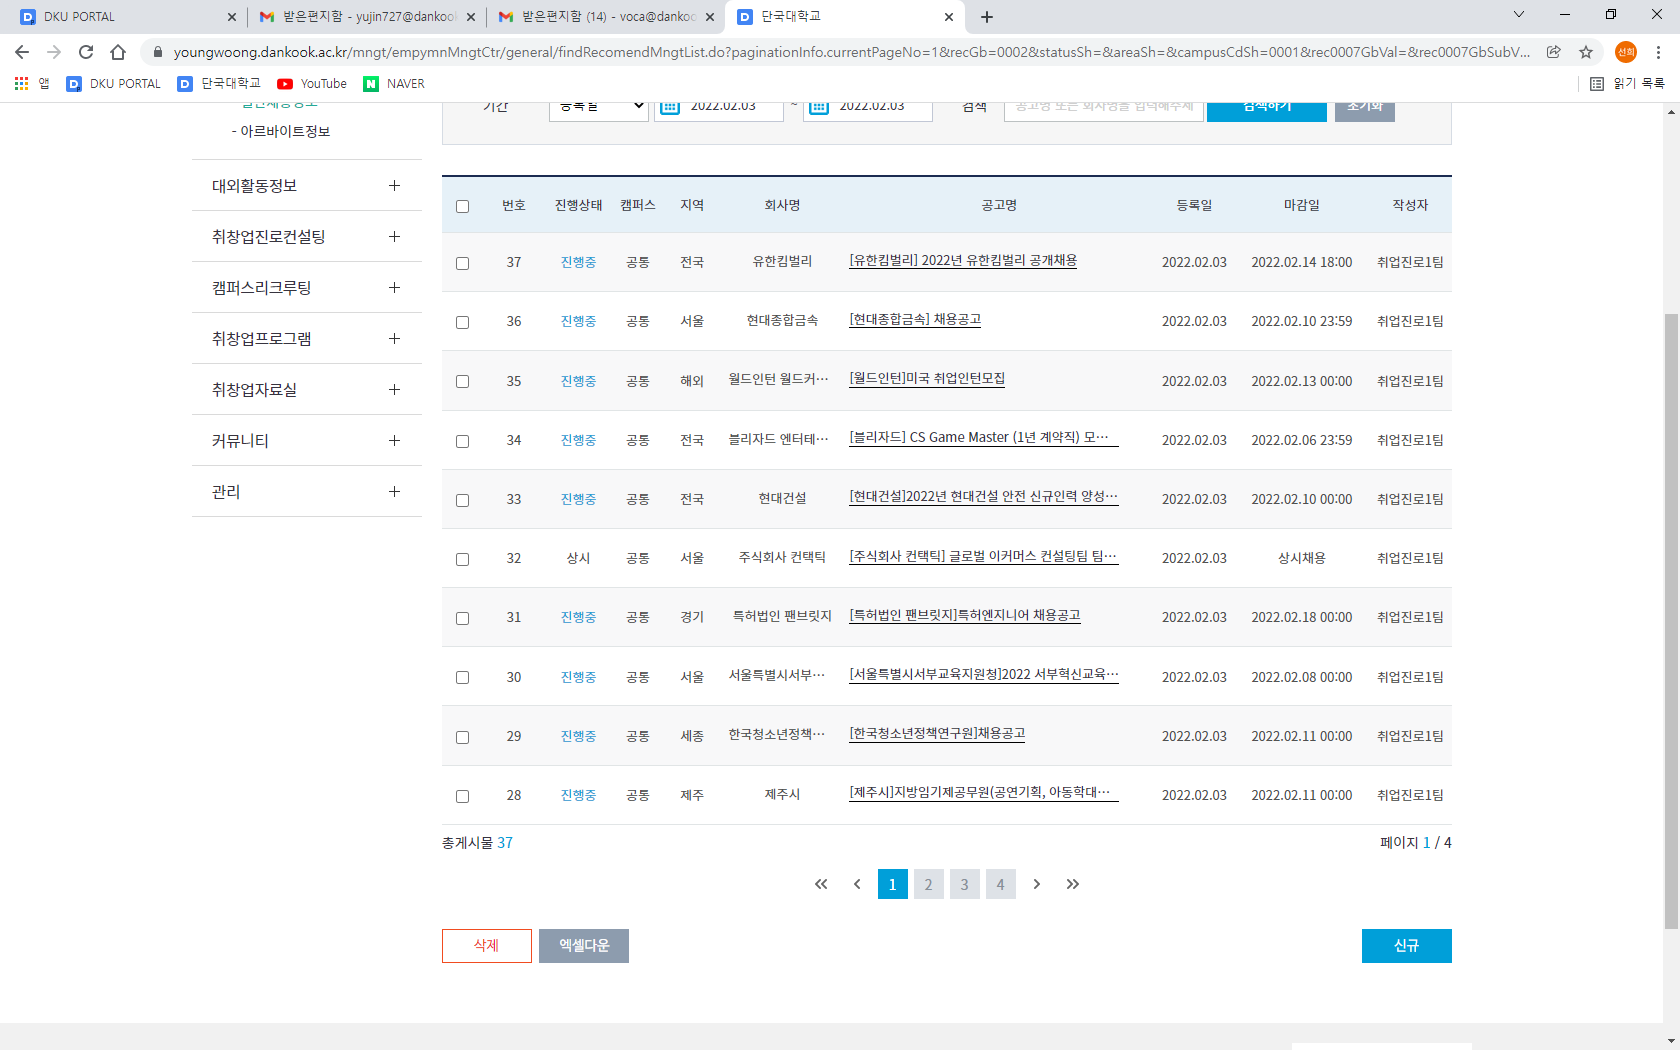 DKU PORTAL
받은편지함 - yujin727@dankook
받은편지함 (14) - voca@dankoo
단국대학교
youngwoong.dankook.ac.kr/mngt/empymnMngtCtr/general/findRecomendMngtList.do?paginationInfo.currentPageNo=1&recGb=0002&statusSh=&areaSh=&campusCdSh=0001&rec0007GbVal=&rec0007GbSubV...
선희
앱
DKU PORTAL
단국대학교
YouTube
NAVER
읽기 목록
일반채용정보
- 아르바이트정보
대외활동정보
취창업진로컨설팅
캠퍼스리크루팅
취창업프로그램
취창업자료실
커뮤니티
관리
기간 등록일 2022.02.03 ~ 2022.02.03 검색 공고명 또는 회사명을 입력해주세 검색하기 초기화
번호 진행상태 캠퍼스 지역 회사명 공고명 등록일 마감일 작성자
37 진행중 공통 전국 유한킴벌리 [유한킴벌리] 2022년 유한킴벌리 공개채용 2022.02.03 2022.02.14 18:00 취업진로1팀
36 진행중 공통 서울 현대종합금속 [현대종합금속] 채용공고 2022.02.03 2022.02.10 23:59 취업진로1팀
35 진행중 공통 해외 월드인턴 월드커... [월드인턴]미국 취업인턴모집 2022.02.03 2022.02.13 00:00 취업진로1팀
34 진행중 공통 전국 블리자드 엔터테... [블리자드] CS Game Master (1년 계약직) 모... 2022.02.03 2022.02.06 23:59 취업진로1팀
33 진행중 공통 전국 현대건설 [현대건설]2022년 현대건설 안전 신규인력 양성... 2022.02.03 2022.02.10 00:00 취업진로1팀
32 상시 공통 서울 주식회사 컨택틱 [주식회사 컨택틱] 글로벌 이커머스 컨설팅팀 팀... 2022.02.03 상시채용 취업진로1팀
31 진행중 공통 경기 특허법인 팬브릿지 [특허법인 팬브릿지]특허엔지니어 채용공고 2022.02.03 2022.02.18 00:00 취업진로1팀
30 진행중 공통 서울 서울특별시서부... [서울특별시서부교육지원청]2022 서부혁신교육... 2022.02.03 2022.02.08 00:00 취업진로1팀
29 진행중 공통 세종 한국청소년정책... [한국청소년정책연구원]채용공고 2022.02.03 2022.02.11 00:00 취업진로1팀
28 진행중 공통 제주 제주시 [제주시]지방임기제공무원(공연기획, 아동학대... 2022.02.03 2022.02.11 00:00 취업진로1팀
총게시물 37
페이지 1 / 4
1 2 3 4
삭제
엑셀다운
신규